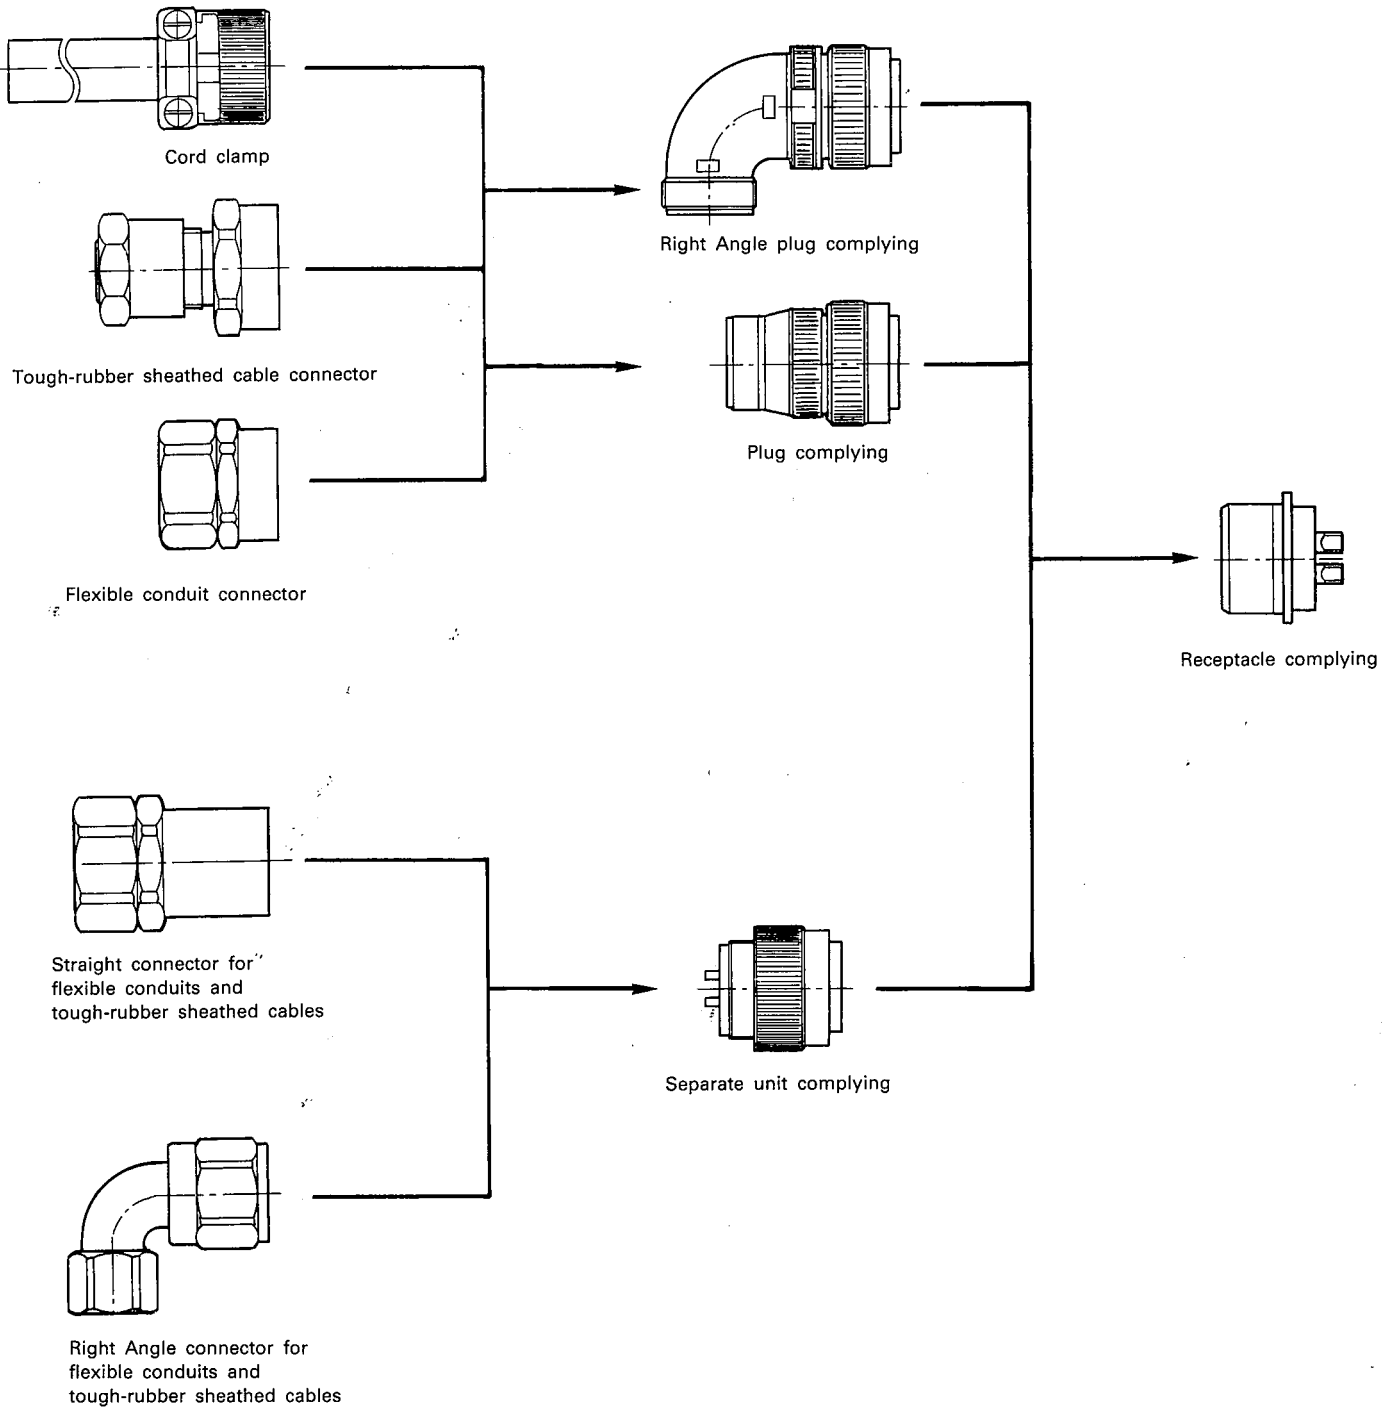 Cord clamp
Right Angle plug complying
Tough-rubber sheathed cable connector
Plug complying
Flexible conduit connector
Receptacle complying
Straight connector for
flexible conduits and
tough-rubber sheathed cables
Separate unit complying
Right Angle connector for
flexible conduits and
tough-rubber sheathed cables